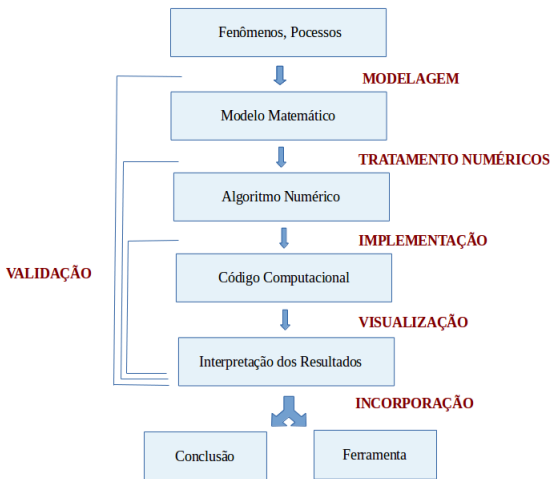 Fenômenos, Pocessos
MODELAGEM
Modelo Matemático
TRATAMENTO NUMÉRICOS
Algoritmo Numérico
IMPLEMENTAÇÃO
VALIDAÇÃO
Código Computacional
VISUALIZAÇÃO
Interpretação dos Resultados
INCORPORAÇÃO
Conclusão
Ferramenta